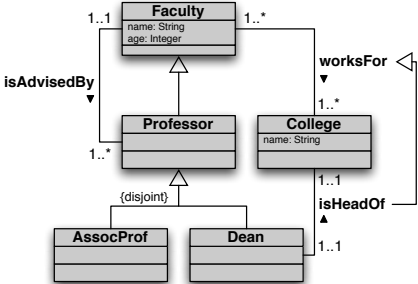 Faculty
name: String
age: Integer
1..1
1..*
isAdvisedBy
worksFor
1..*
Professor
College
name: String
1..*
1..1
{disjoint}
isHeadOf
AssocProf
Dean
1..1